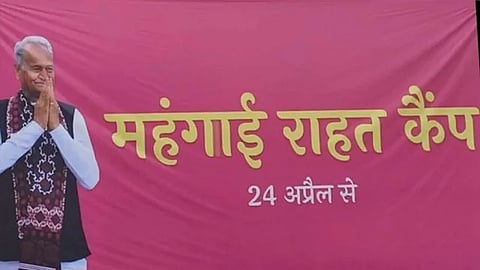 महंगाई राहत कैंप
24 अप्रैल से